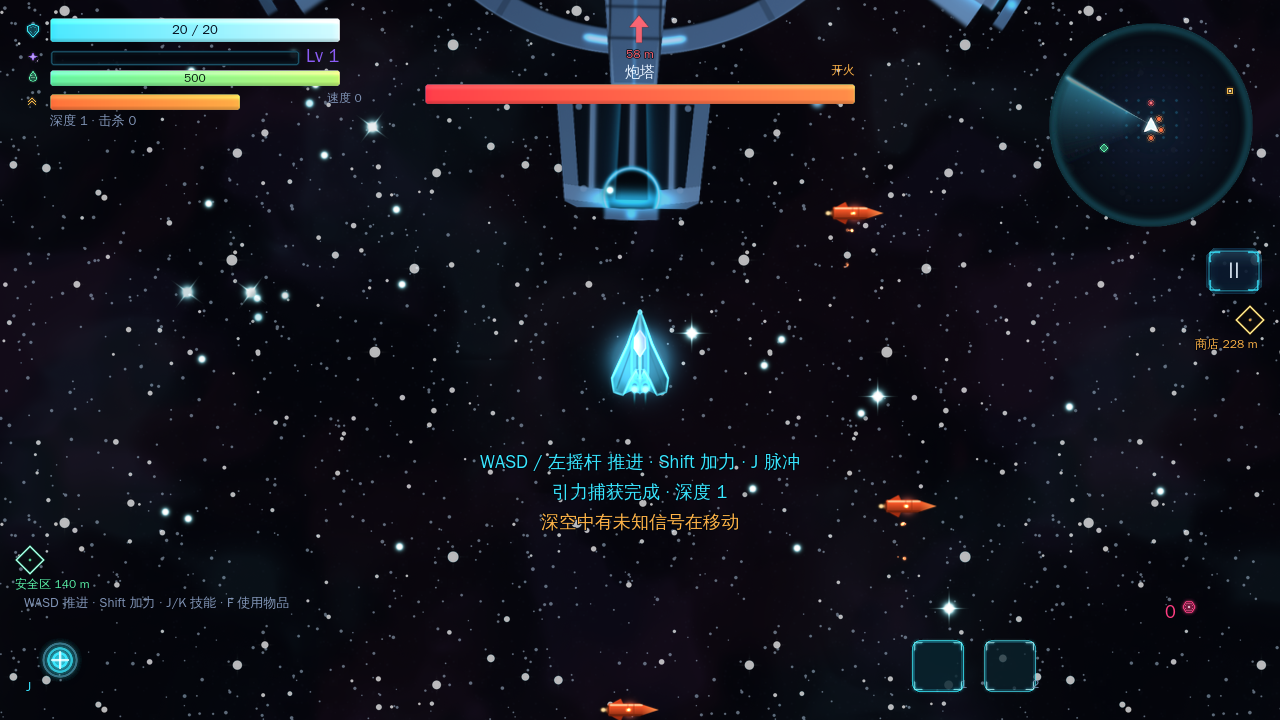 20 / 20
Lv 1
500
速度 0
深度 1 · 击杀 0
58 m
炮塔
开火
商店 228 m
WASD / 左摇杆 推进 · Shift 加力 · J 脉冲
引力捕获完成 · 深度 1
深空中有未知信号在移动
安全区 140 m
WASD 推进 · Shift 加力 · J/K 技能 · F 使用物品
0
J